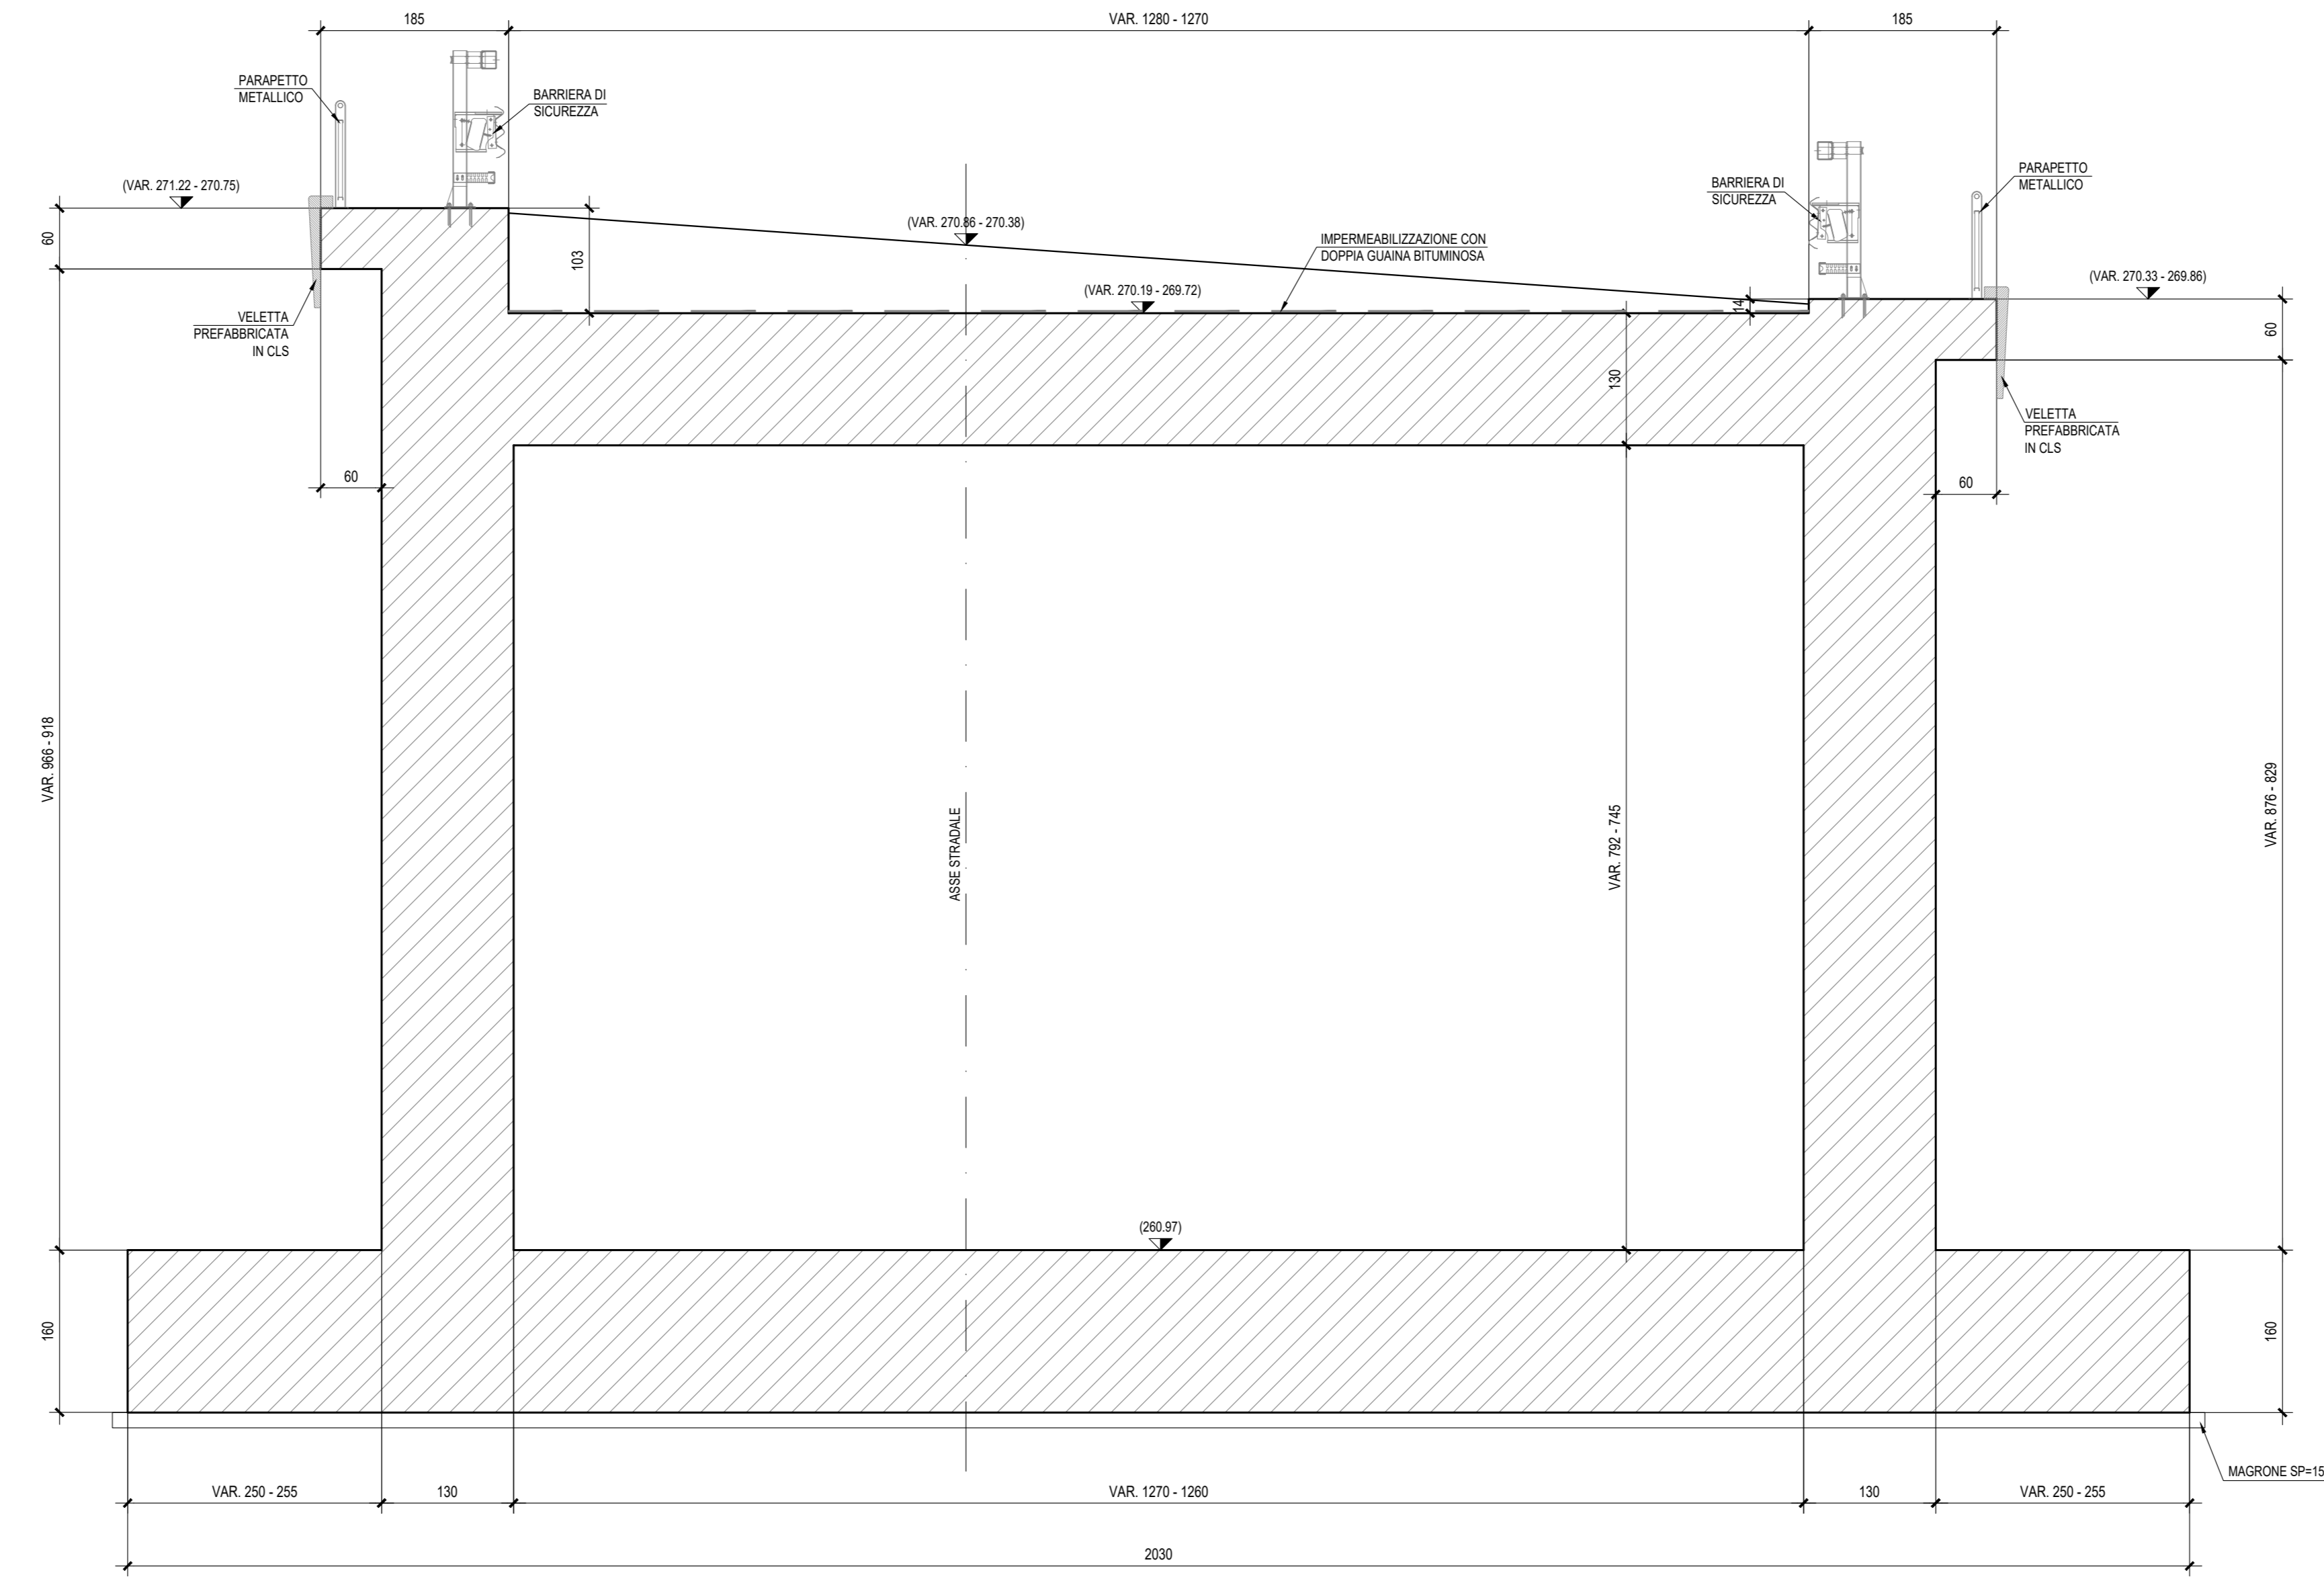 185
VAR. 1280 - 1270
185
PARAPETTO
METALLICO
BARRIERA DI
SICUREZZA
PARAPETTO
METALLICO
BARRIERA DI
SICUREZZA
(VAR. 271.22 - 270.75)
(VAR. 270.86 - 270.38)
IMPERMEABILIZZAZIONE CON
DOPPIA GUAINA BITUMINOSA
(VAR. 270.33 - 269.86)
60
103
(VAR. 270.19 - 269.72)
14
60
VELETTA
PREFABBRICATA
IN CLS
130
VELETTA
PREFABBRICATA
IN CLS
60
60
VAR. 966 - 918
ASSE STRADALE
VAR. 792 - 745
VAR. 876 - 829
(260.97)
160
160
MAGRONE SP=15
VAR. 250 - 255
130
VAR. 1270 - 1260
130
VAR. 250 - 255
2030